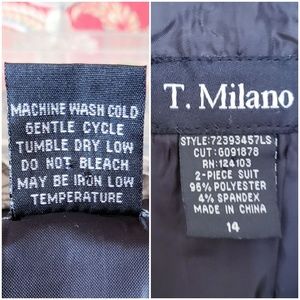 MACHINE WASH COLD
GENTLE CYCLE
TUMBLE DRY LOW
DO NOT BLEACH
MAY BE IRON LOW
TEMPERATURE
T. Milano
STYLE:72393457LS
CUT:G091878
RN:124103
2-PIECE SUIT
96% POLYESTER
4% SPANDEX
MADE IN CHINA
14